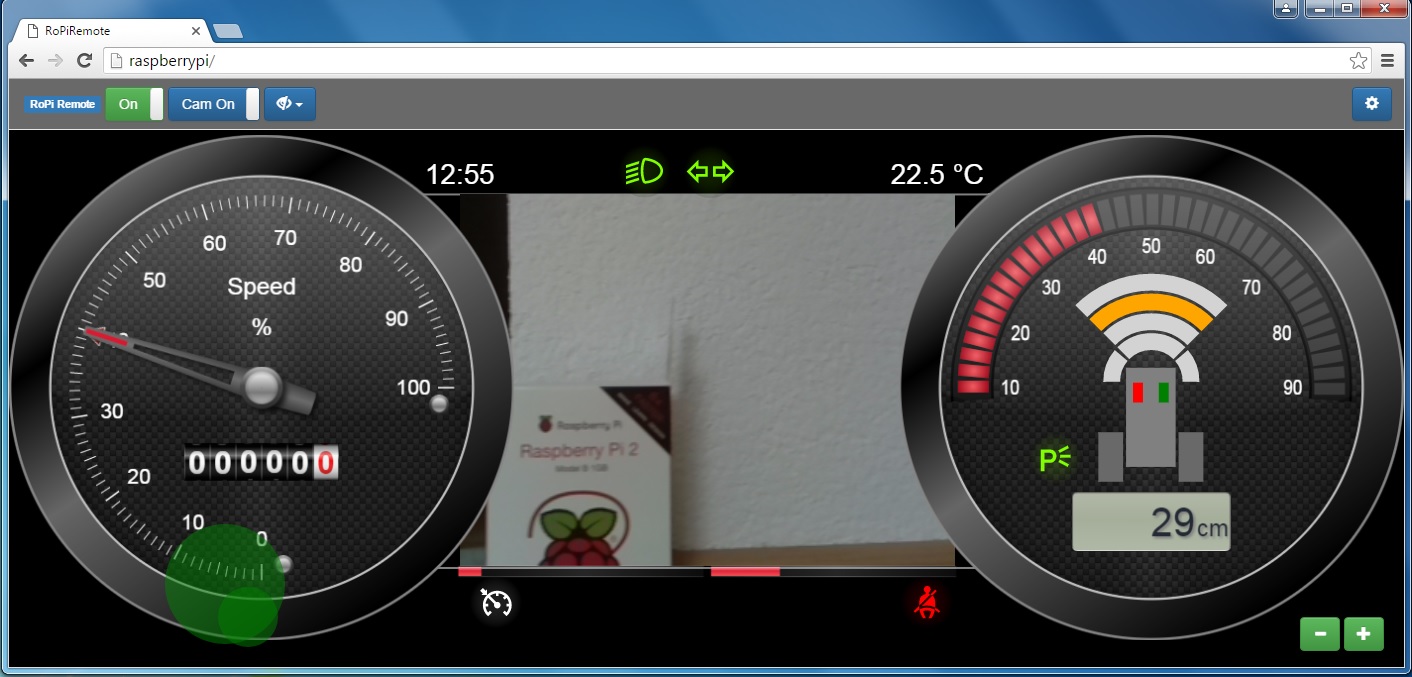 RoPiRemote
raspberrypi/
RoPi Remote On Cam On
12:55 22.5 °C
60 70
50 80
Speed
%
90
100
30
20
10
0
000000
Raspberry Pi
Raspberry Pi 2
Model B 1GB
50
40 60
30 70
20 80
10 90
P
29cm
- +